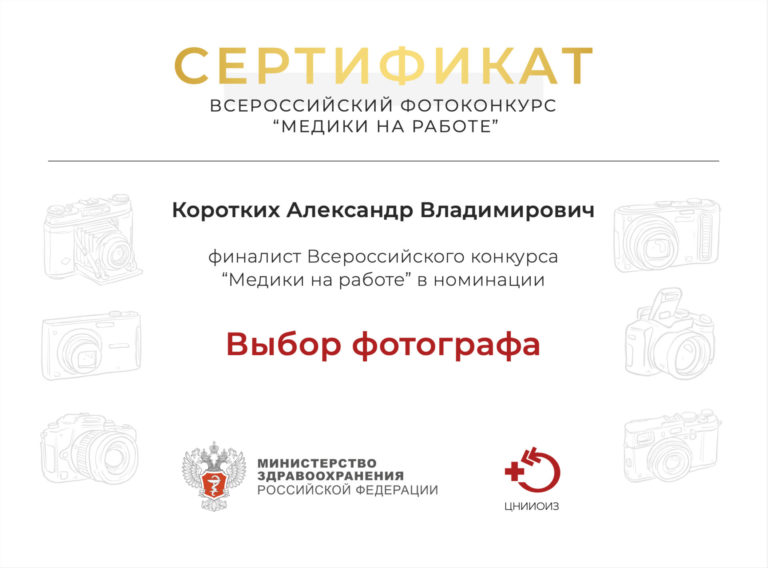 СЕРТИФИКАТ
ВСЕРОССИЙСКИЙ ФОТОКОНКУРС
“МЕДИКИ НА РАБОТЕ”
Коротких Александр Владимирович
финалист Всероссийского конкурса
“Медики на работе” в номинации
Выбор фотографа
МИНИСТЕРСТВО
ЗДРАВООХРАНЕНИЯ
РОССИЙСКОЙ ФЕДЕРАЦИИ
ЦНИИОИЗ